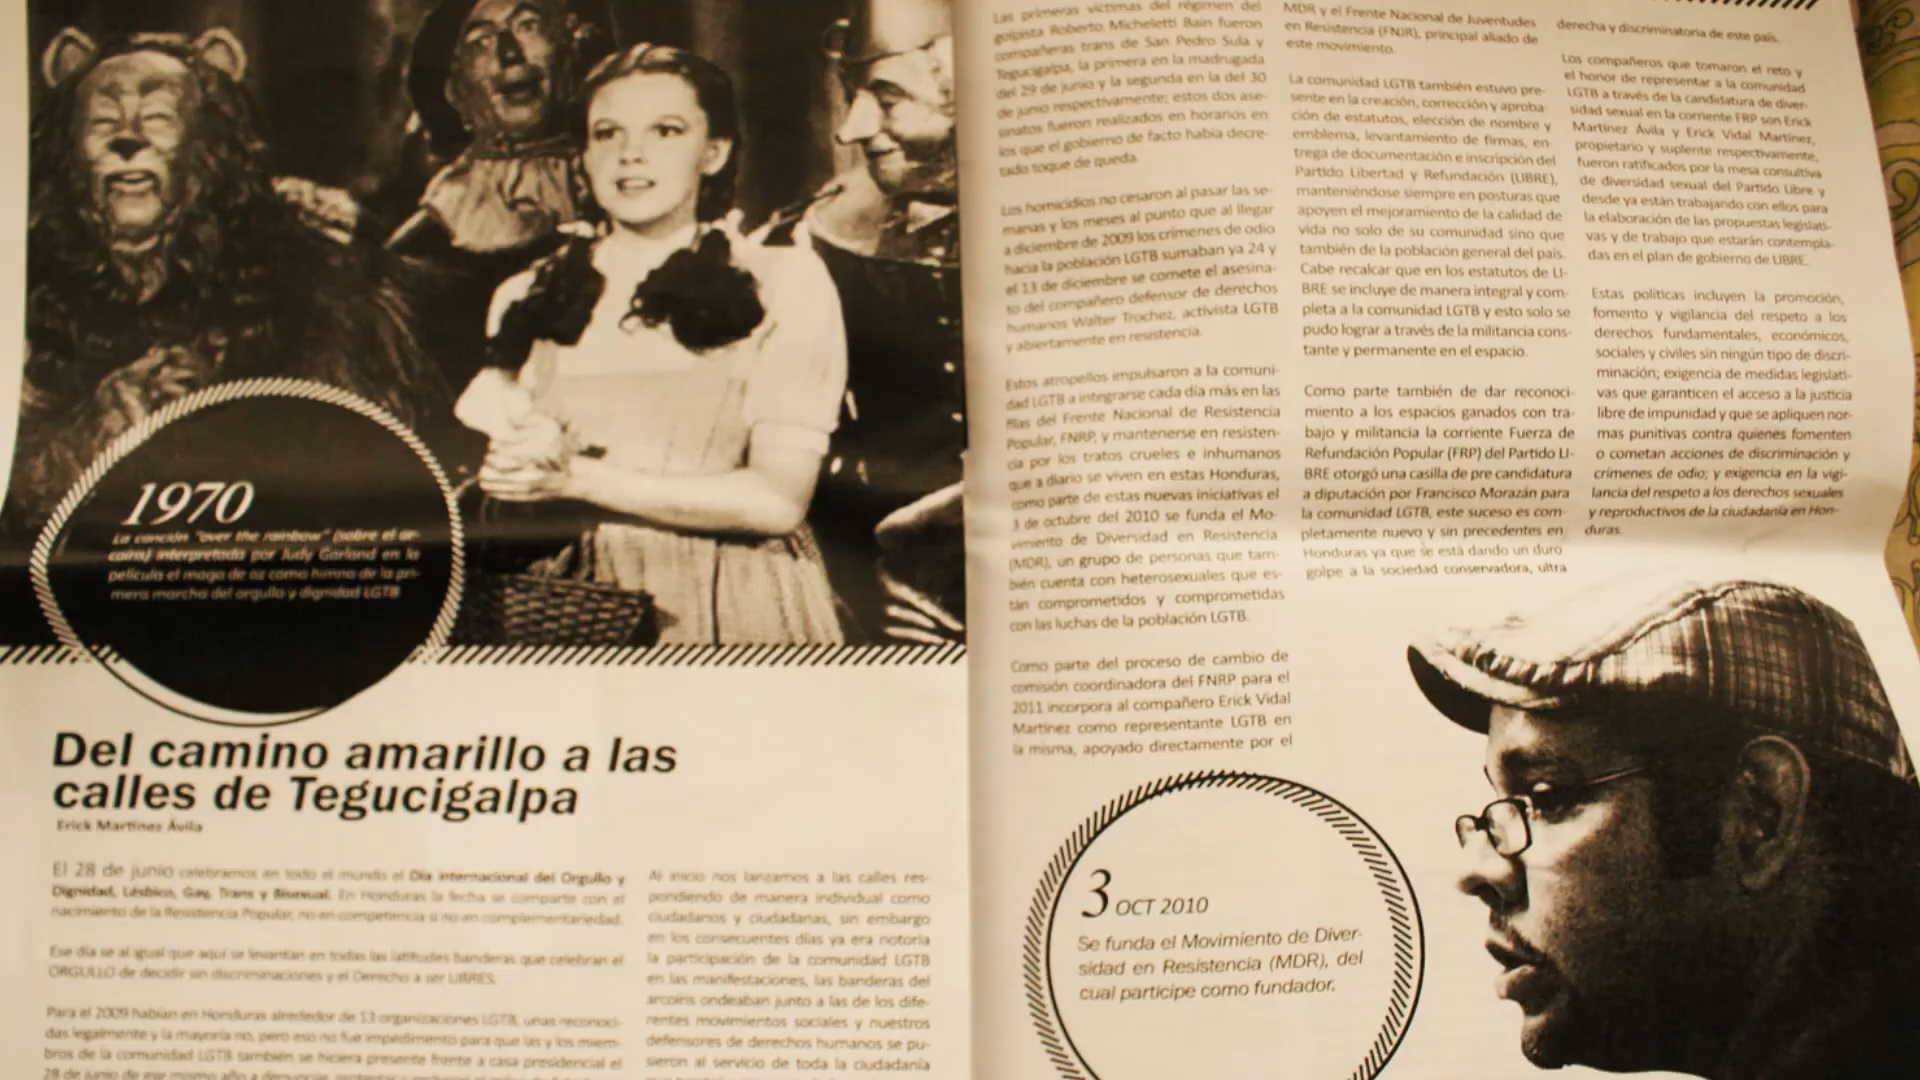 1970
La canción "over the rainbow" (sobre el ar-
coiris) interpretada por Judy Garland en la
película el mago de oz como himno de la pri-
mera marcha del orgullo y dignidad LGTB
Del camino amarillo a las
calles de Tegucigalpa
Erick Martínez Ávila
El 28 de junio celebramos en todo el mundo el Día internacional del Orgullo y
Dignidad, Lésbico, Gay, Trans y Bisexual. En Honduras la fecha se comparte con el
nacimiento de la Resistencia Popular, no en competencia si no en complementariedad.
Ese día se al igual que aquí se levantan en todas las latitudes banderas que celebran el
ORGULLO de decidir sin discriminaciones y el Derecho a ser LIBRES.
Para el 2009 habían en Honduras alrededor de 13 organizaciones LGTB, unas reconoci-
das legalmente y la mayoría no, pero eso no fue impedimento para que las y los miem-
bros de la comunidad LGTB también se hiciera presente frente a casa presidencial el
28 de junio de ese mismo año a denunciar,
Al inicio nos lanzamos a las calles res-
pondiendo de manera individual como
ciudadanos y ciudadanas, sin embargo
en los consecuentes días ya era notoria
la participación de la comunidad LGTB
en las manifestaciones, las banderas del
arcoiris ondeaban junto a las de los dife-
rentes movimientos sociales y nuestros
defensores de derechos humanos se pu-
sieron al servicio de toda la ciudadanía
Las primeras víctimas del régimen del
golpista Roberto Micheletti Bain fueron
compañeras trans de San Pedro Sula y
Tegucigalpa, la primera en la madrugada
del 29 de junio y la segunda en la del 30
de junio respectivamente; estos dos ase-
sinatos fueron realizados en horarios en
los que el gobierno de facto había decre-
tado toque de queda.
Los homicidios no cesaron al pasar las se-
manas y los meses al punto que al llegar
a diciembre de 2009 los crímenes de odio
hacia la población LGTB sumaban ya 24 y
el 13 de diciembre se comete el asesina-
to del compañero defensor de derechos
humanos Walter Trochez, activista LGTB
y abiertamente en resistencia.
Estos atropellos impulsaron a la comuni-
dad LGTB a integrarse cada día más en las
filas del Frente Nacional de Resistencia
Popular, FNRP, y mantenerse en resisten-
cia por los tratos crueles e inhumanos
que a diario se viven en estas Honduras,
como parte de estas nuevas iniciativas el
3 de octubre del 2010 se funda el Mo-
vimiento de Diversidad en Resistencia
(MDR), un grupo de personas que tam-
bién cuenta con heterosexuales que es-
tán comprometidos y comprometidas
con las luchas de la población LGTB.
Como parte del proceso de cambio de
comisión coordinadora del FNRP para el
2011 incorpora al compañero Erick Vidal
Martínez como representante LGTB en
la misma, apoyado directamente por el
MDR y el Frente Nacional de Juventudes
en Resistencia (FNJR), principal aliado de
este movimiento.
La comunidad LGTB también estuvo pre-
sente en la creación, corrección y aproba-
ción de estatutos, elección de nombre y
emblema, levantamiento de firmas, en-
trega de documentación e inscripción del
Partido Libertad y Refundación (LIBRE),
manteniéndose siempre en posturas que
apoyen el mejoramiento de la calidad de
vida no solo de su comunidad sino que
también de la población general del país.
Cabe recalcar que en los estatutos de LI-
BRE se incluye de manera integral y com-
pleta a la comunidad LGTB y esto solo se
pudo lograr a través de la militancia cons-
tante y permanente en el espacio.
Como parte también de dar reconoci-
miento a los espacios ganados con tra-
bajo y militancia la corriente Fuerza de
Refundación Popular (FRP) del Partido LI-
BRE otorgó una casilla de pre candidatura
a diputación por Francisco Morazán para
la comunidad LGTB, este suceso es com-
pletamente nuevo y sin precedentes en
Honduras ya que se está dando un duro
golpe a la sociedad conservadora, ultra
derecha y discriminatoria de este país.
Los compañeros que tomaron el reto y
el honor de representar a la comunidad
LGTB a través de la candidatura de diver-
sidad sexual en la corriente FRP son Erick
Martínez Ávila y Erick Vidal Martínez,
propietario y suplente respectivamente,
fueron ratificados por la mesa consultiva
de diversidad sexual del Partido Libre y
desde ya están trabajando con ellos para
la elaboración de las propuestas legislati-
vas y de trabajo que estarán contempla-
das en el plan de gobierno de LIBRE.
Estas políticas incluyen la promoción,
fomento y vigilancia del respeto a los
derechos fundamentales, económicos,
sociales y civiles sin ningún tipo de discri-
minación; exigencia de medidas legislati-
vas que garanticen el acceso a la justicia
libre de impunidad y que se apliquen nor-
mas punitivas contra quienes fomenten
o cometan acciones de discriminación y
crímenes de odio; y exigencia en la vigi-
lancia del respeto a los derechos sexuales
y reproductivos de la ciudadanía en Hon-
duras.
3 OCT 2010
Se funda el Movimiento de Diver-
sidad en Resistencia (MDR), del
cual participe como fundador.